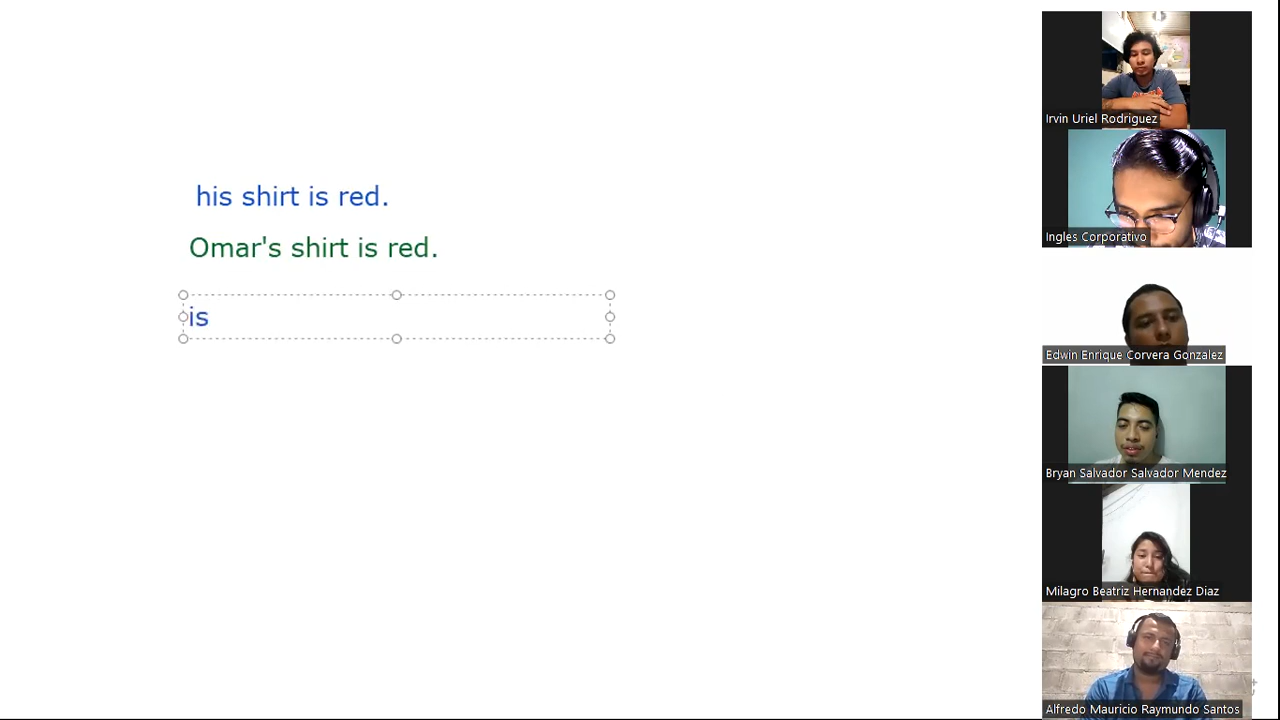 his shirt is red.
Omar's shirt is red.
is
Irvin Uriel Rodriguez
Ingles Corporativo
Edwin Enrique Corvera Gonzalez
Bryan Salvador Salvador Mendez
Milagro Beatriz Hernandez Diaz
Alfredo Mauricio Raymundo Santos